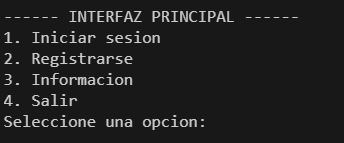 ------ INTERFAZ PRINCIPAL ------
1. Iniciar sesion
2. Registrarse
3. Informacion
4. Salir
Seleccione una opcion: